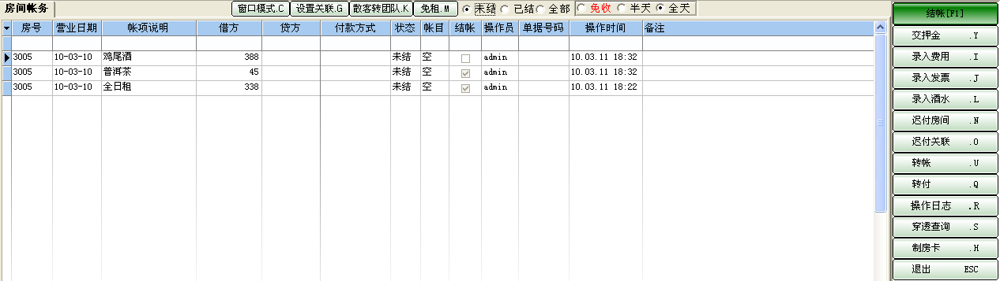 房间帐务 窗口模式.C 设置关联.G 散客转团队.K 免租.M 未结 已结 全部 免收 半天 全天
房号 营业日期 帐项说明 借方 贷方 付款方式 状态 帐目 结帐 操作员 单据号码 操作时间 备注
3005 10-03-10 鸡尾酒 388 未结 空 admin 10.03.11 18:32
3005 10-03-10 普洱茶 45 未结 空 admin 10.03.11 18:32
3005 10-03-10 全日租 338 未结 空 admin 10.03.11 18:22
结帐[F1]
交押金 .Y
录入费用 .I
录入发票 .J
录入酒水 .L
迟付房间 .N
迟付关联 .O
转帐 .U
转付 .Q
操作日志 .R
穿透查询 .S
制房卡 .H
退出 ESC